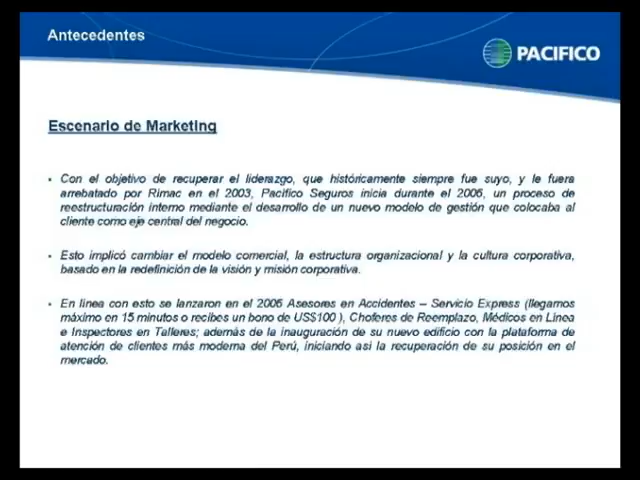 Antecedentes
PACIFICO
Escenario de Marketing
• Con el objetivo de recuperar el liderazgo, que históricamente siempre fue suyo, y le fuera
arrebatado por Rimac en el 2003, Pacífico Seguros inicia durante el 2006, un proceso de
reestructuración interno mediante el desarrollo de un nuevo modelo de gestión que colocaba al
cliente como eje central del negocio.
• Esto implicó cambiar el modelo comercial, la estructura organizacional y la cultura corporativa,
basado en la redefinición de la visión y misión corporativa.
• En línea con esto se lanzaron en el 2006 Asesores en Accidentes – Servicio Express (llegamos
máximo en 15 minutos o recibes un bono de US$100 ), Choferes de Reemplazo, Médicos en Línea
e Inspectores en Talleres; además de la inauguración de su nuevo edificio con la plataforma de
atención de clientes más moderna del Perú, iniciando así la recuperación de su posición en el
mercado.